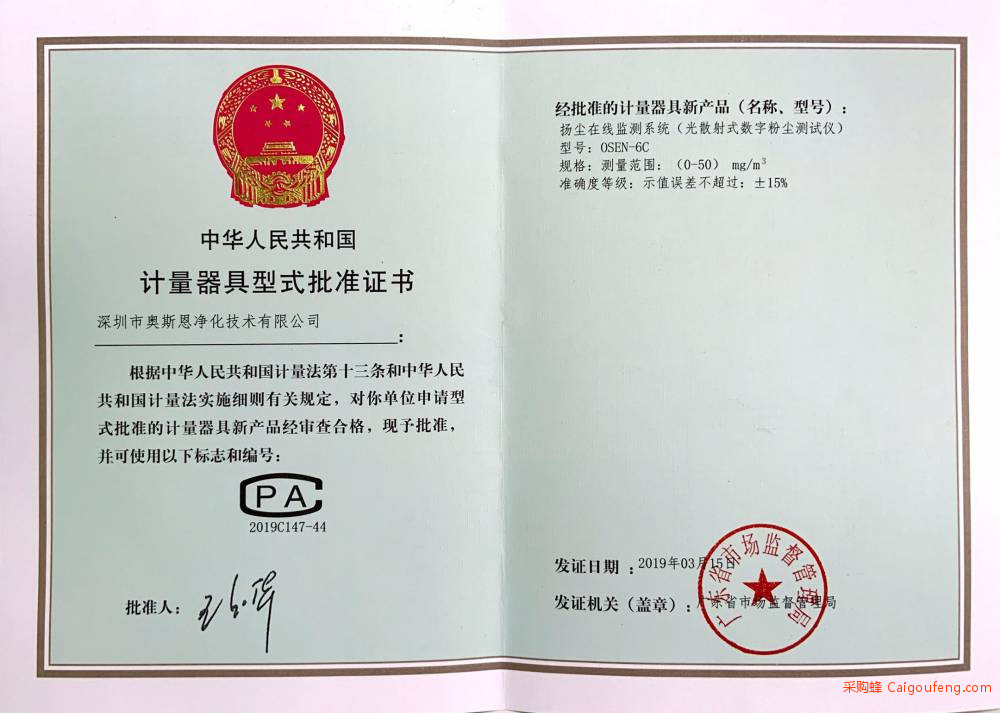 中华人民共和国
计量器具型式批准证书
深圳市奥斯恩净化技术有限公司
：
根据中华人民共和国计量法第十三条和中华人民
共和国计量法实施细则有关规定，对你单位申请型
式批准的计量器具新产品经审查合格，现予批准，
并可使用以下标志和编号：
CPA
2019C147-44
批准人：
经批准的计量器具新产品（名称、型号）：
扬尘在线监测系统（光散射式数字粉尘测试仪）
型号：OSEN-6C
规格：测量范围：（0-50） mg/m³
准确度等级：示值误差不超过：±15%
发证日期：2019年03月15日
发证机关（盖章）：广东省市场监督管理局
广东省市场监督管理局
采购蜂 Caigoufeng.com